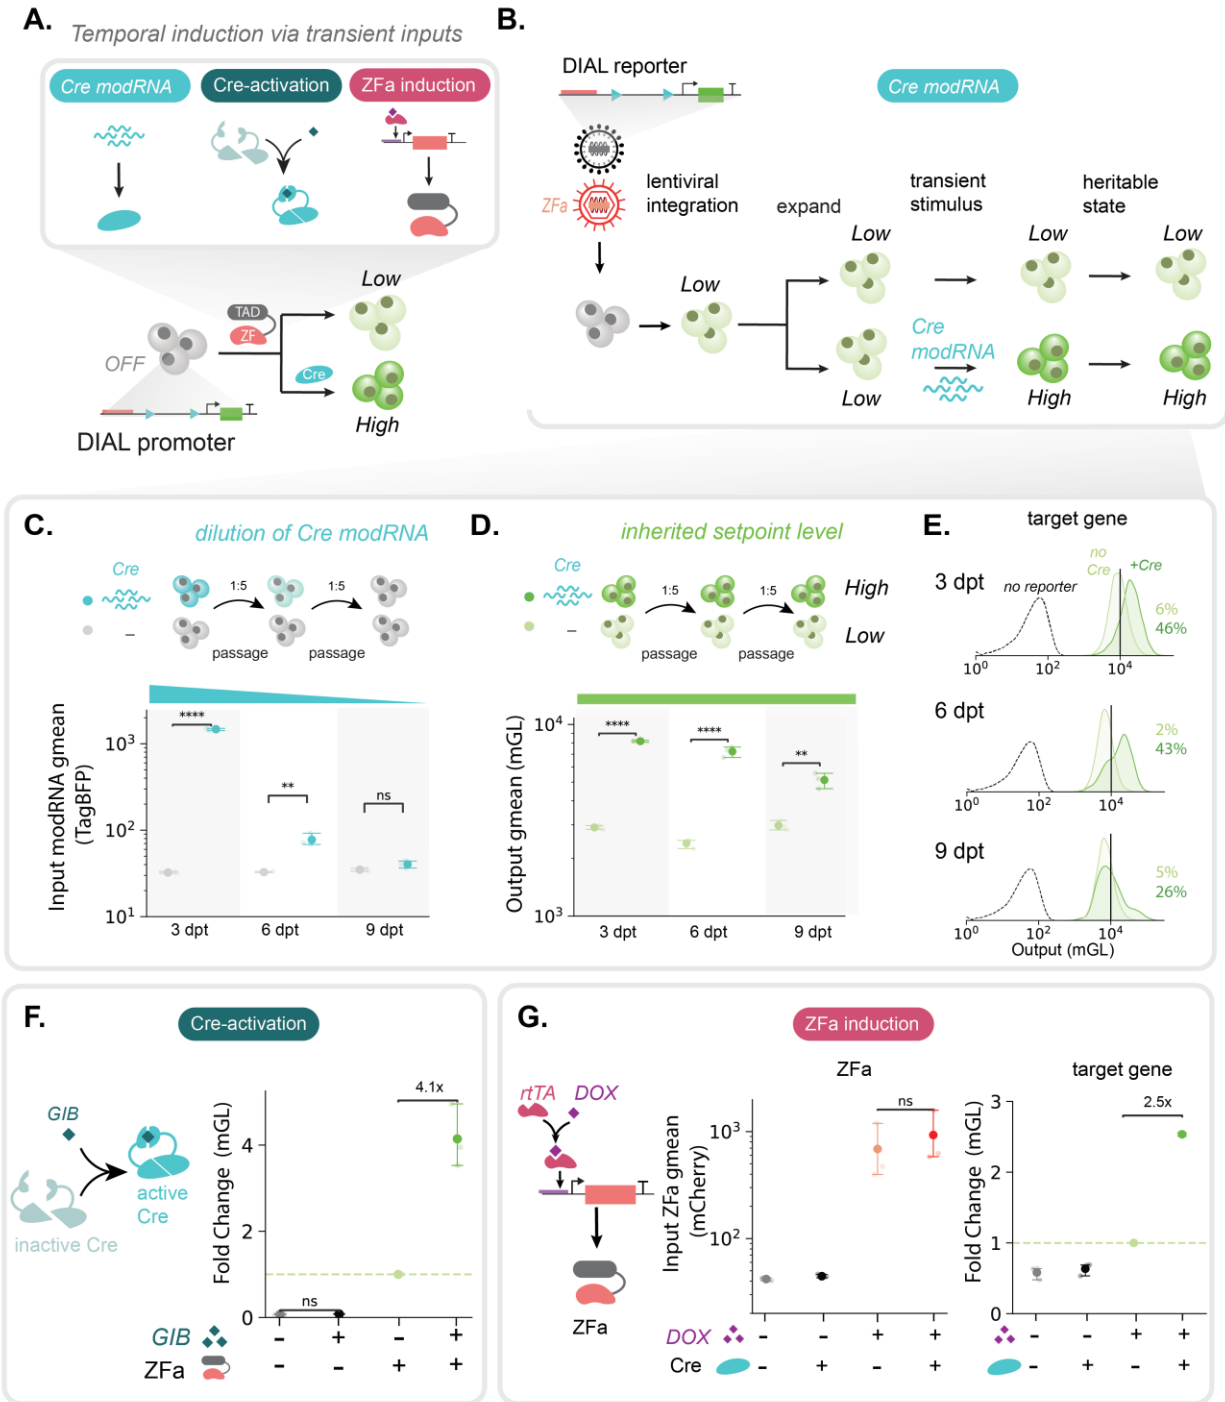 A.
Temporal induction via transient inputs
Cre modRNA
Cre-activation
ZFa induction
TAD
ZF
OFF
Cre
Low
High
DIAL promoter
B.
DIAL reporter
Cre modRNA
ZFa
lentiviral
integration
expand
transient
stimulus
heritable
state
Low
Low
Low
Low
Cre
modRNA
Low
High
High
C.
dilution of Cre modRNA
Cre
1:5
1:5
–
passage
passage
Input modRNA gmean
(TagBFP)
10³
10²
10¹
****
**
ns
3 dpt
6 dpt
9 dpt
D.
inherited setpoint level
Cre
1:5
1:5
High
–
Low
passage
passage
Output gmean (mGL)
10⁴
10³
****
****
**
3 dpt
6 dpt
9 dpt
E.
target gene
no
Cre
+Cre
3 dpt
no reporter
6%
46%
10⁰
10²
10⁴
6 dpt
2%
43%
10⁰
10²
10⁴
9 dpt
5%
26%
10⁰
10²
10⁴
Output (mGL)
F.
Cre-activation
GIB
active
Cre
inactive Cre
Fold Change (mGL)
4
2
0
4.1x
ns
GIB
–
+
–
+
ZFa
–
–
+
+
G.
ZFa induction
rtTA
DOX
ZFa
ZFa
Input ZFa gmean
(mCherry)
10³
10²
ns
DOX
–
–
+
+
Cre
–
+
–
+
target gene
Fold Change (mGL)
3
2
1
0
2.5x
–
–
+
+
–
+
–
+